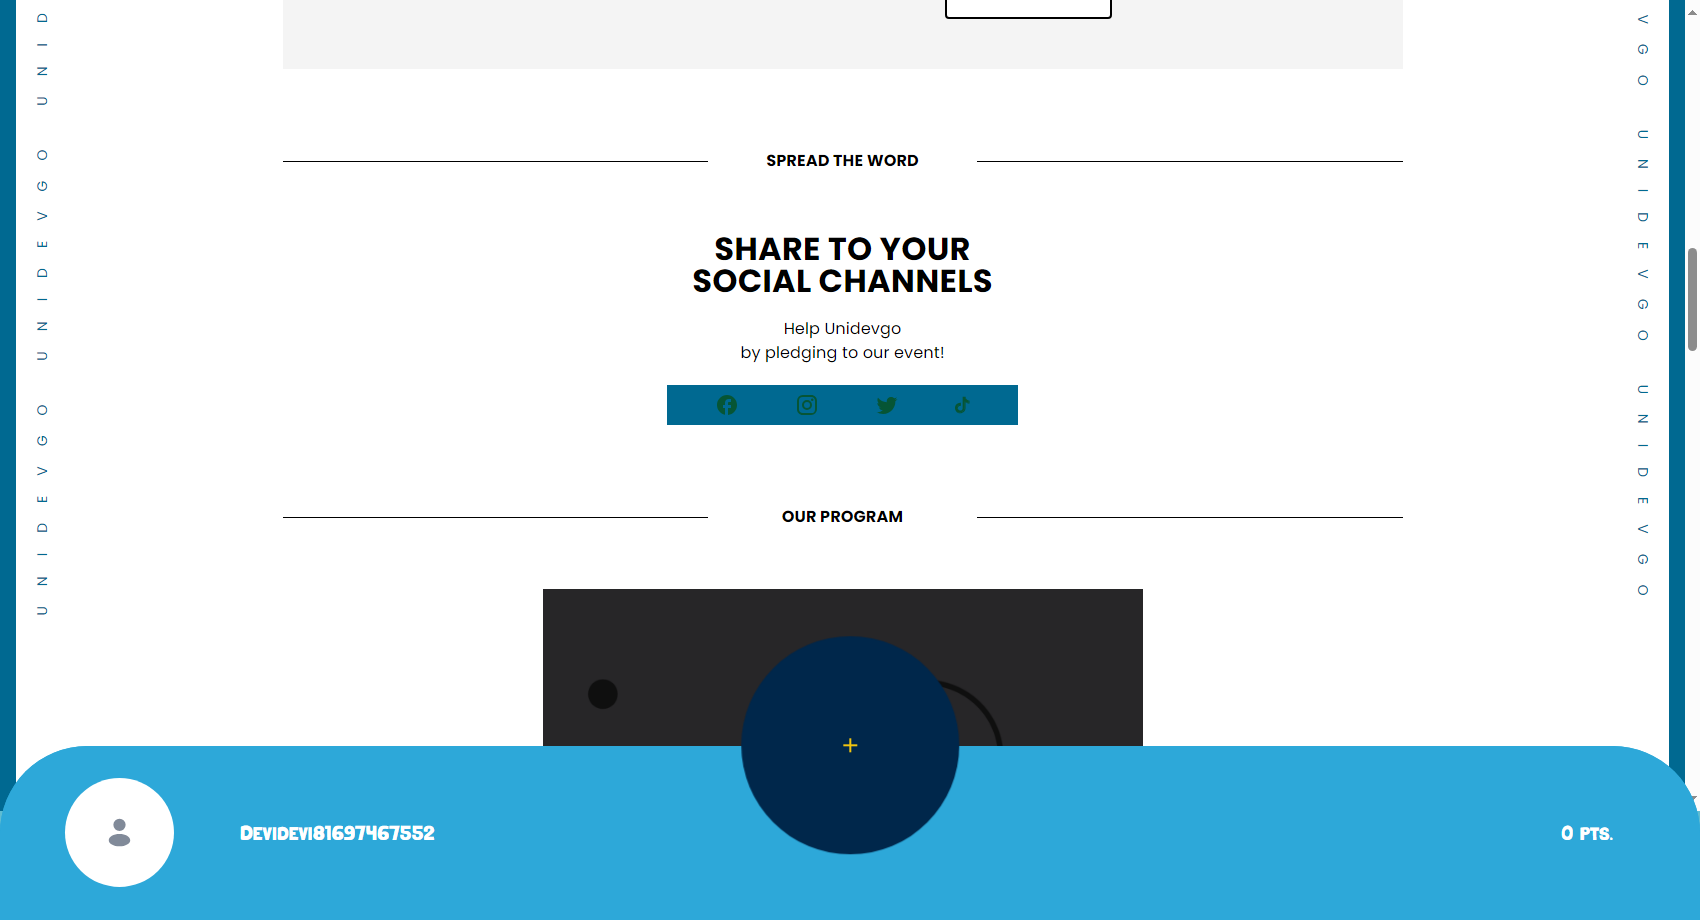 UNID
UNIDEVGO
UNIDEVGO
SPREAD THE WORD
SHARE TO YOUR
SOCIAL CHANNELS
Help Unidevgo
by pledging to our event!
OUR PROGRAM
VGO
UNIDEVGO
UNIDEVGO
+
Devidevi81697467552
0 PTS.